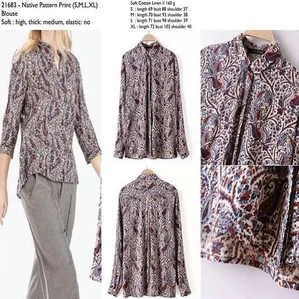 21683 - Native Pattern Print (S,M,L,XL)
Blouse
Soft : high, thick: medium, elastic: no
Soft Cotton Linen // 160 g
S : length 69 bust 88 shoulder 37
M : length 70 bust 93 shoulder 38
L : length 71 bust 98 shoulder 39
XL : length 72 bust 102 shoulder 40